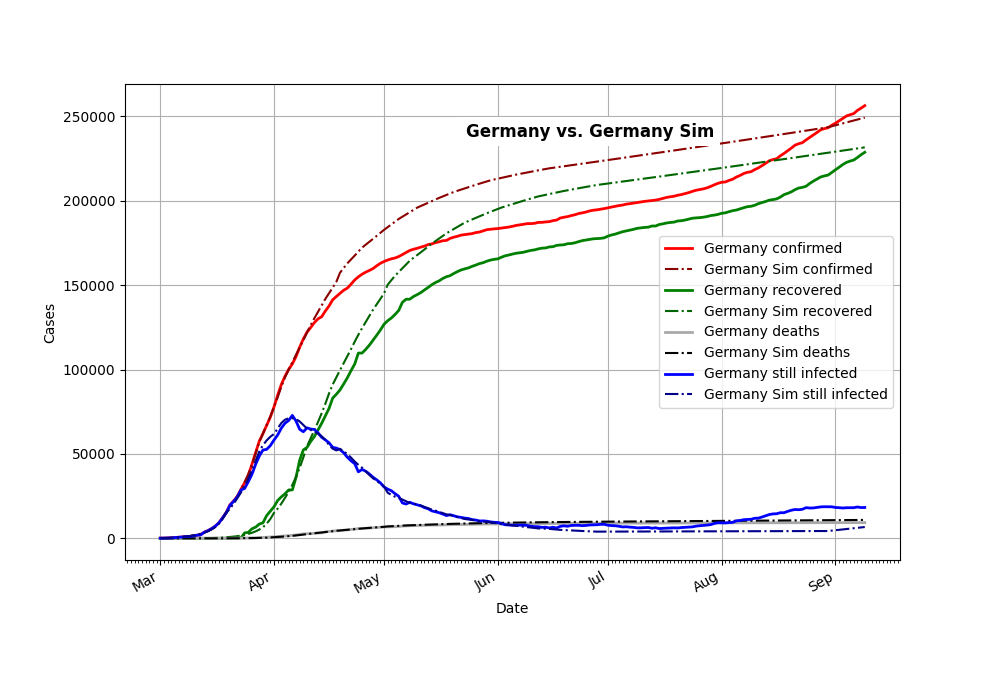 Germany vs. Germany Sim
250000
200000
150000
100000
50000
0
Cases
Germany confirmed
Germany Sim confirmed
Germany recovered
Germany Sim recovered
Germany deaths
Germany Sim deaths
Germany still infected
Germany Sim still infected
Mar Apr May Jun Jul Aug Sep
Date